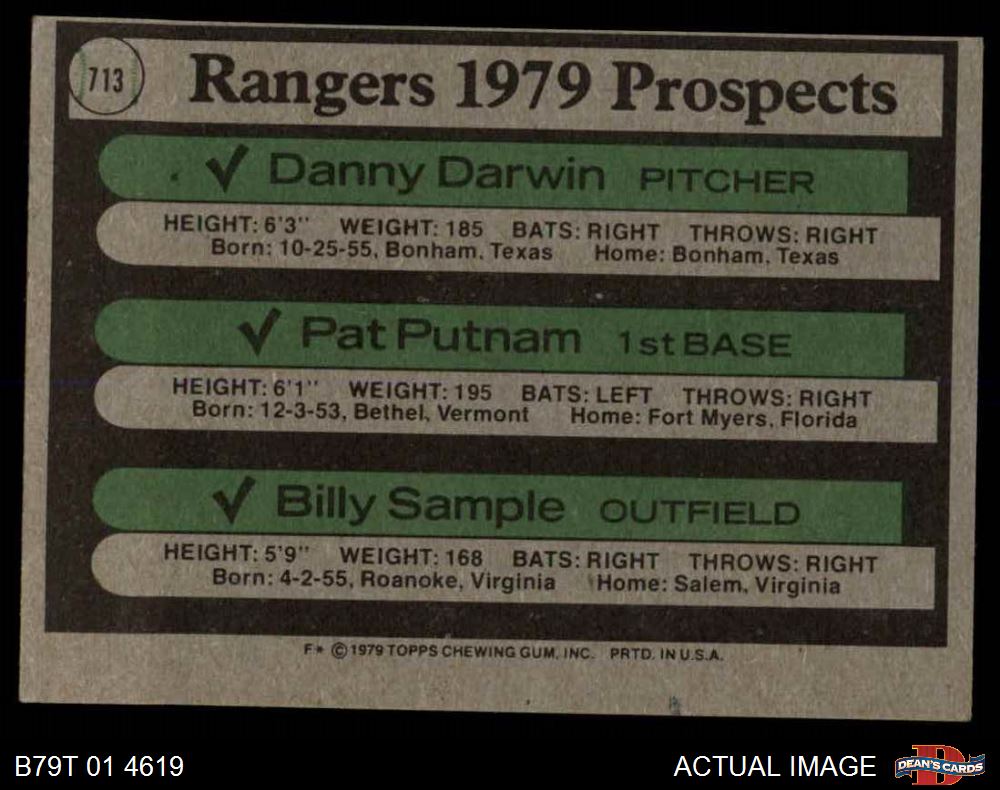 713
Rangers 1979 Prospects
✓ Danny Darwin PITCHER
HEIGHT: 6'3" WEIGHT: 185 BATS: RIGHT THROWS: RIGHT
Born: 10-25-55, Bonham, Texas Home: Bonham, Texas
✓ Pat Putnam 1st BASE
HEIGHT: 6'1" WEIGHT: 195 BATS: LEFT THROWS: RIGHT
Born: 12-3-53, Bethel, Vermont Home: Fort Myers, Florida
✓ Billy Sample OUTFIELD
HEIGHT: 5'9" WEIGHT: 168 BATS: RIGHT THROWS: RIGHT
Born: 4-2-55, Roanoke, Virginia Home: Salem, Virginia
F* © 1979 TOPPS CHEWING GUM, INC. PRTD. IN U.S.A.
B79T 01 4619
ACTUAL IMAGE
D
DEAN'S CARDS